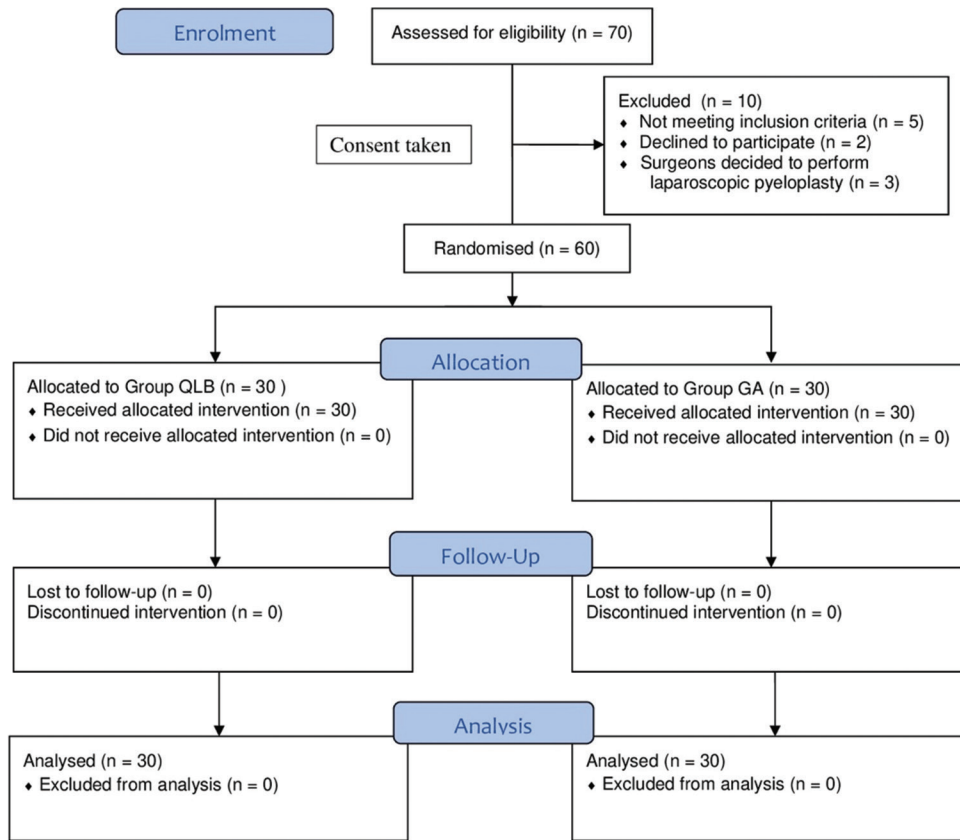 Enrolment
Assessed for eligibility (n = 70)
Excluded (n = 10)
♦ Not meeting inclusion criteria (n = 5)
♦ Declined to participate (n = 2)
♦ Surgeons decided to perform
laparoscopic pyeloplasty (n = 3)
Consent taken
Randomised (n = 60)
Allocation
Allocated to Group QLB (n = 30 )
♦ Received allocated intervention (n = 30)
♦ Did not receive allocated intervention (n = 0)
Allocated to Group GA (n = 30)
♦ Received allocated intervention (n = 30)
♦ Did not receive allocated intervention (n = 0)
Follow-Up
Lost to follow-up (n = 0)
Discontinued intervention (n = 0)
Lost to follow-up (n = 0)
Discontinued intervention (n = 0)
Analysis
Analysed (n = 30)
♦ Excluded from analysis (n = 0)
Analysed (n = 30)
♦ Excluded from analysis (n = 0)